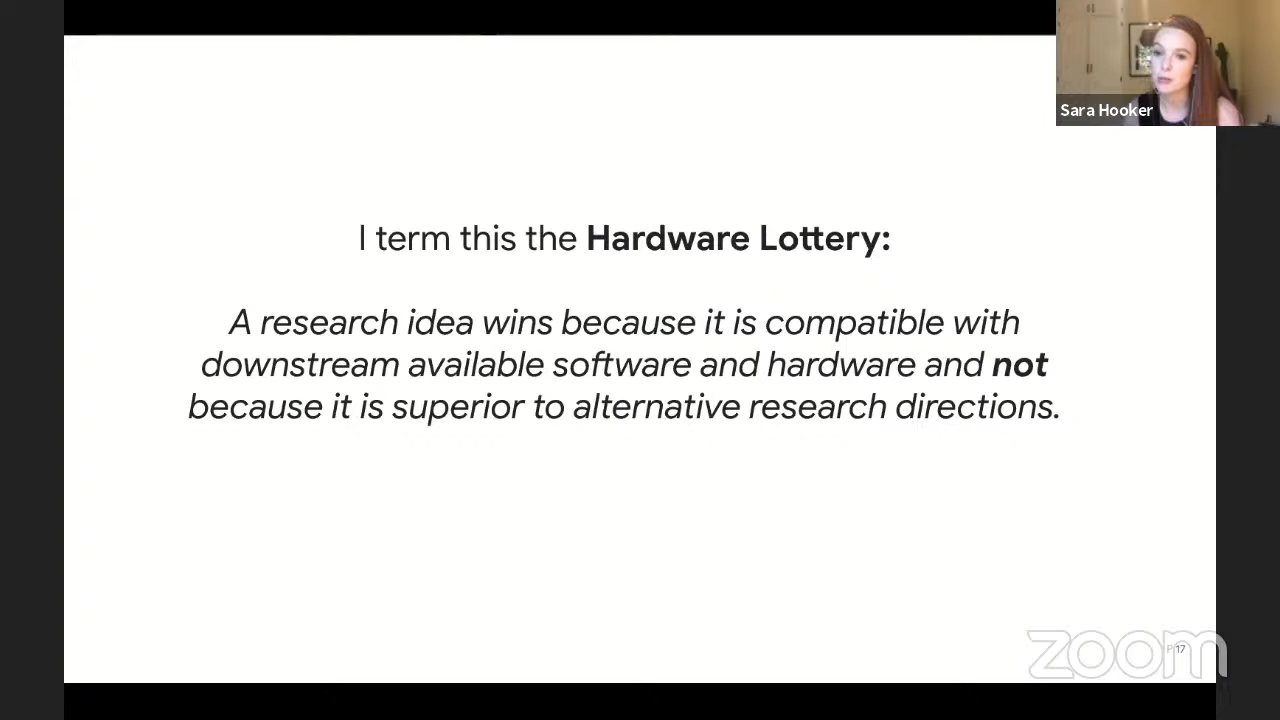 Sara Hooker
I term this the Hardware Lottery:
A research idea wins because it is compatible with
downstream available software and hardware and not
because it is superior to alternative research directions.
zoom
P 17